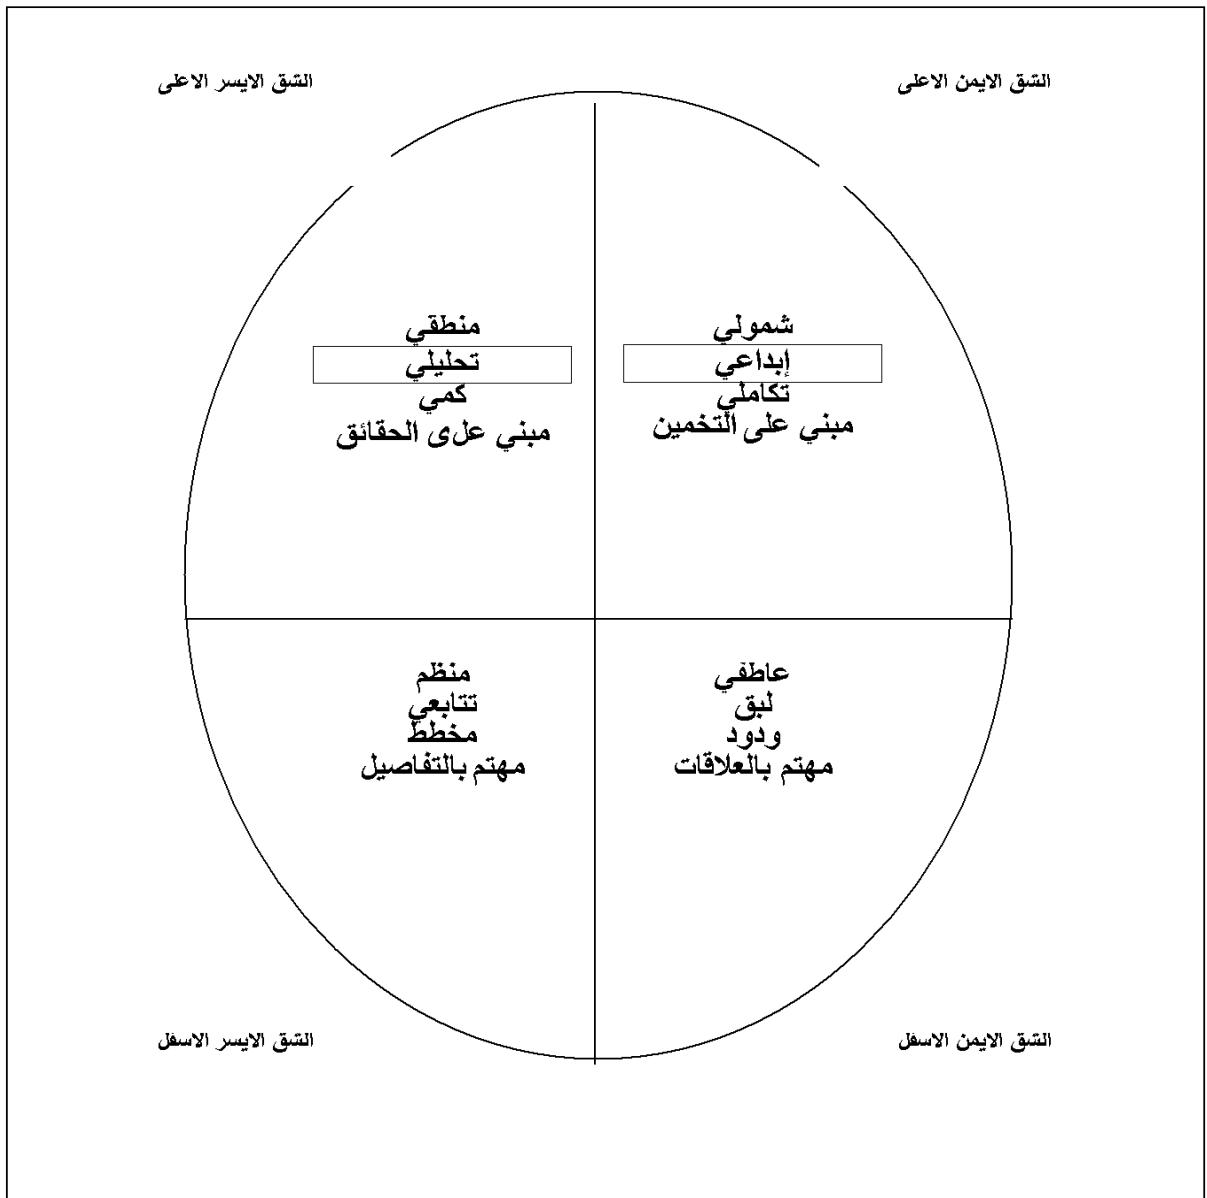 الشق الايمن الاعلى
الشق الايسر الاعلى
شمولي
إبداعي
تكاملي
مبني على التخمين
منطقي
تحليلي
كمي
مبني علي الحقائق
عاطفي
لبق
ودود
مهتم بالعلاقات
منظم
تتابعي
مخطط
مهتم بالتفاصيل
الشق الايمن الاسفل
الشق الايسر الاسفل